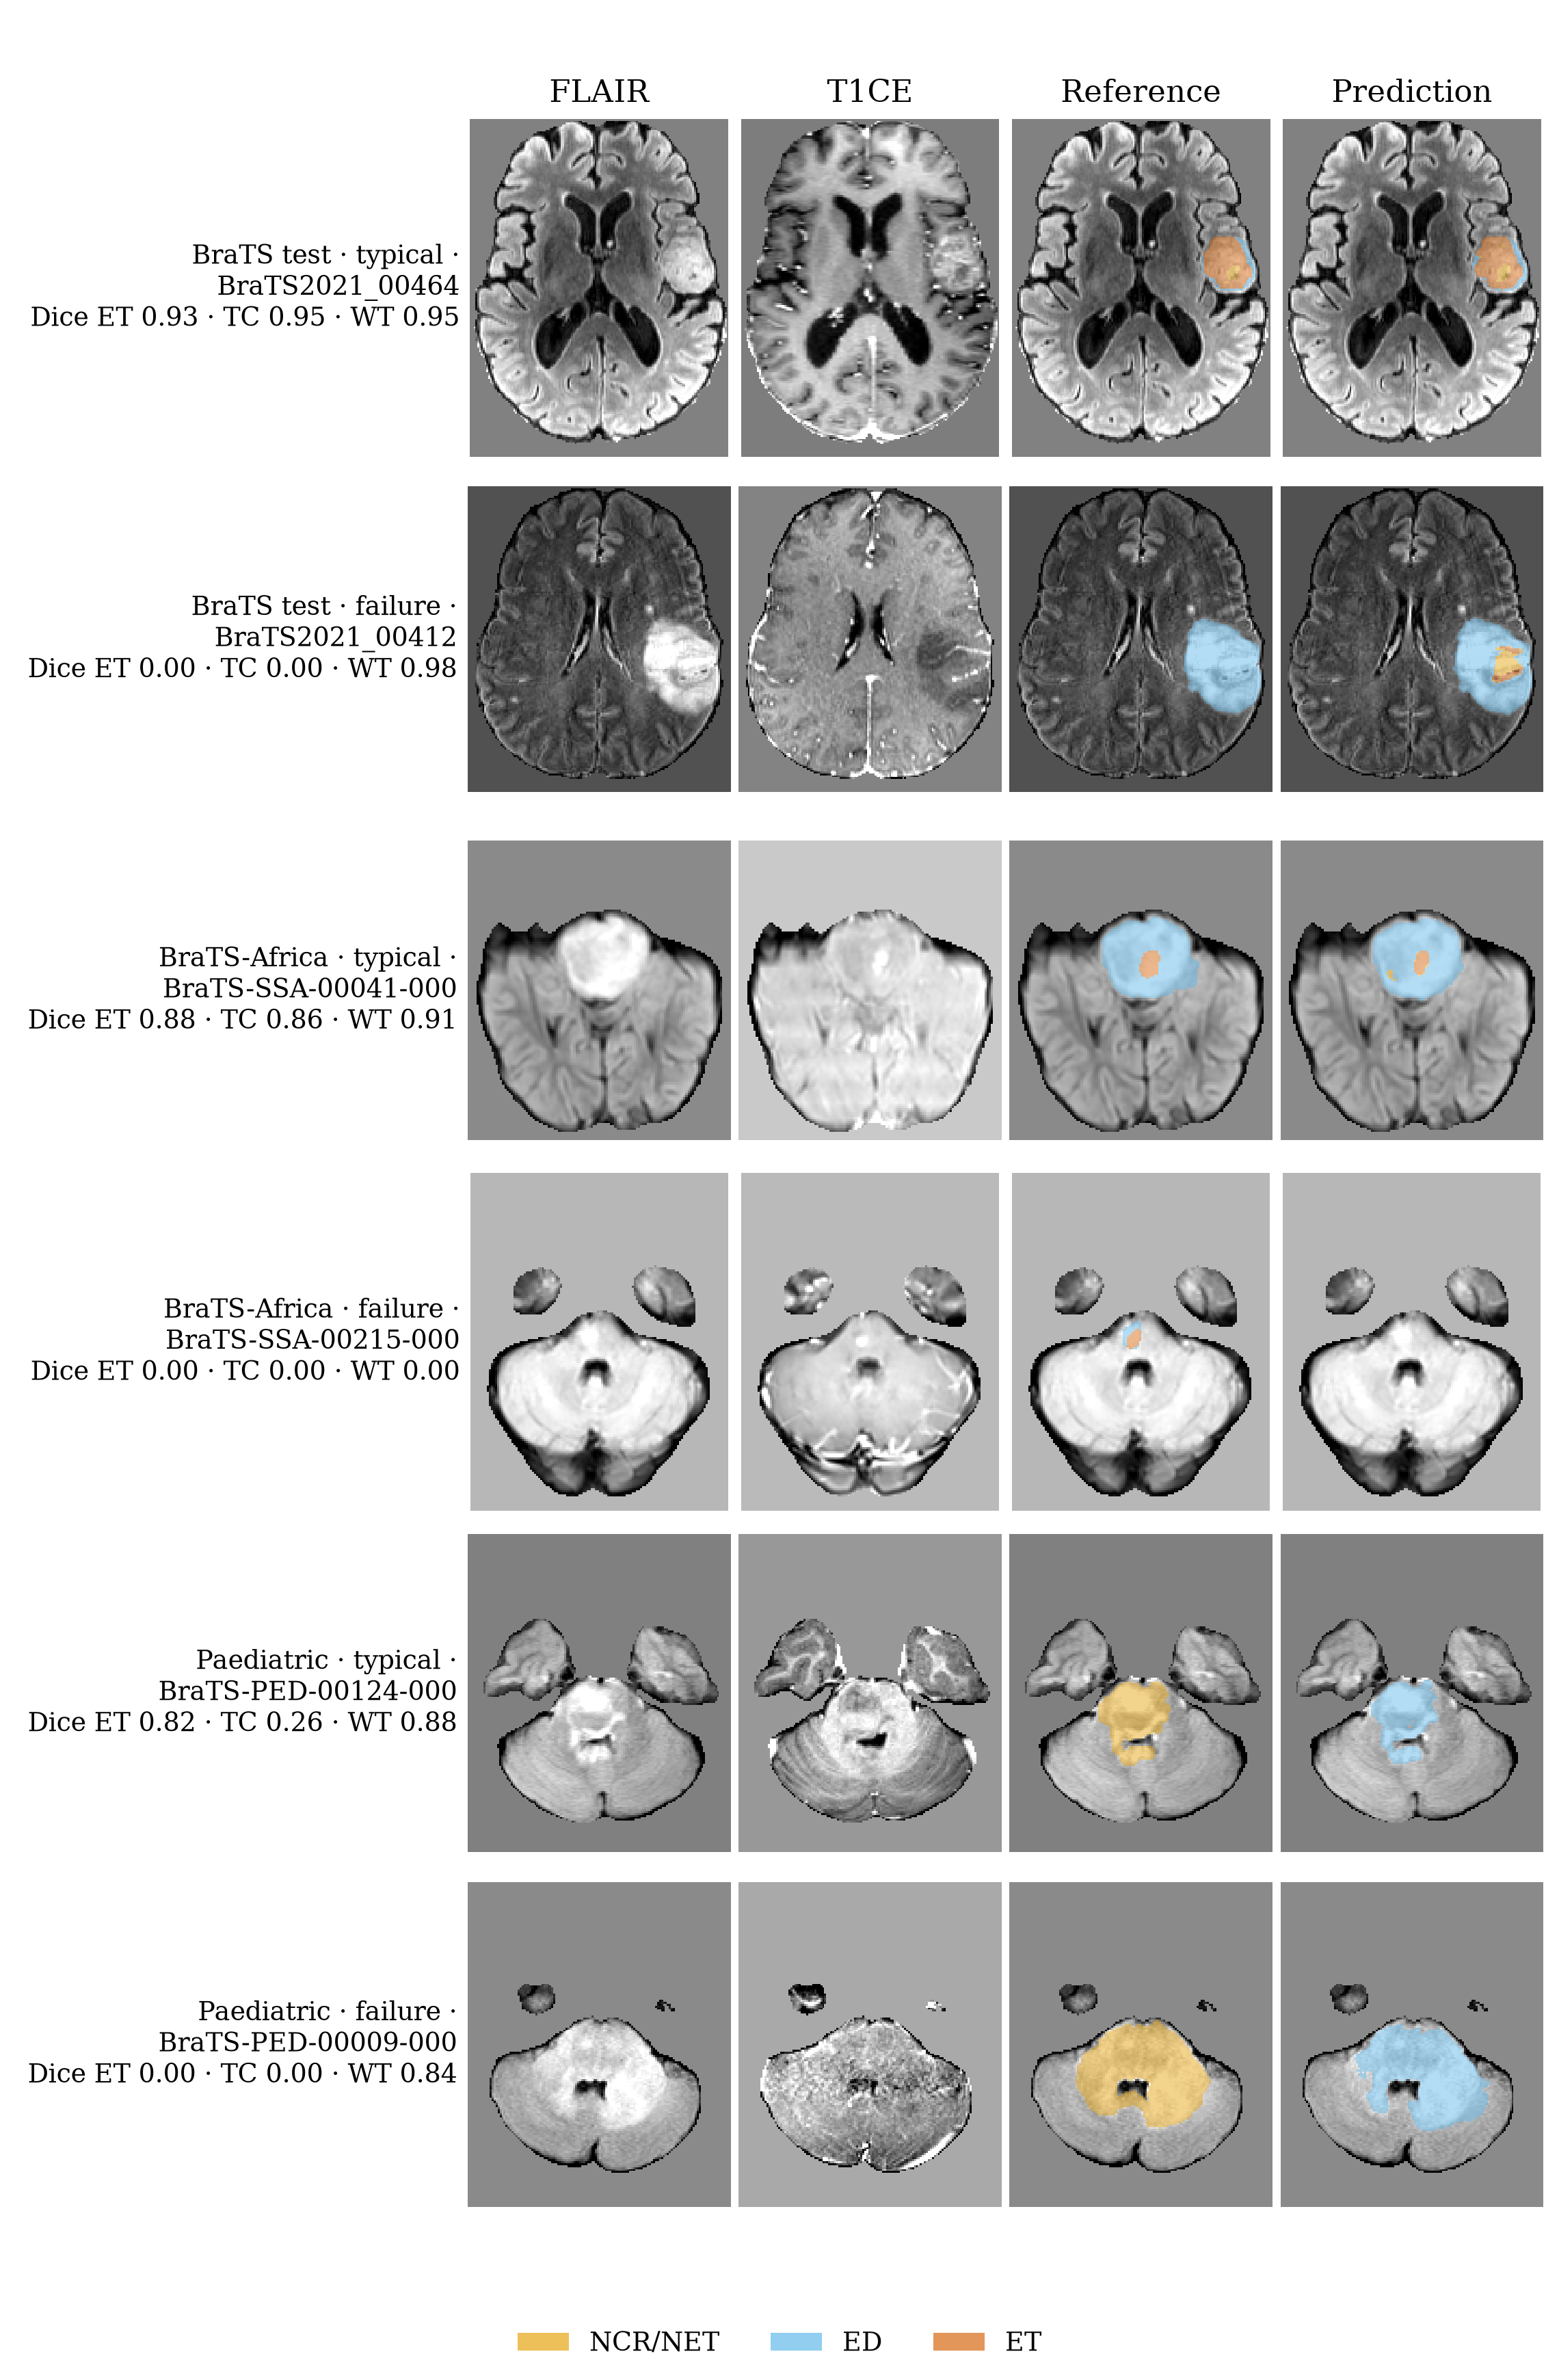 FLAIR T1CE Reference Prediction
BraTS test · typical ·
BraTS2021_00464
Dice ET 0.93 · TC 0.95 · WT 0.95
BraTS test · failure ·
BraTS2021_00412
Dice ET 0.00 · TC 0.00 · WT 0.98
BraTS-Africa · typical ·
BraTS-SSA-00041-000
Dice ET 0.88 · TC 0.86 · WT 0.91
BraTS-Africa · failure ·
BraTS-SSA-00215-000
Dice ET 0.00 · TC 0.00 · WT 0.00
Paediatric · typical ·
BraTS-PED-00124-000
Dice ET 0.82 · TC 0.26 · WT 0.88
Paediatric · failure ·
BraTS-PED-00009-000
Dice ET 0.00 · TC 0.00 · WT 0.84
NCR/NET ED ET